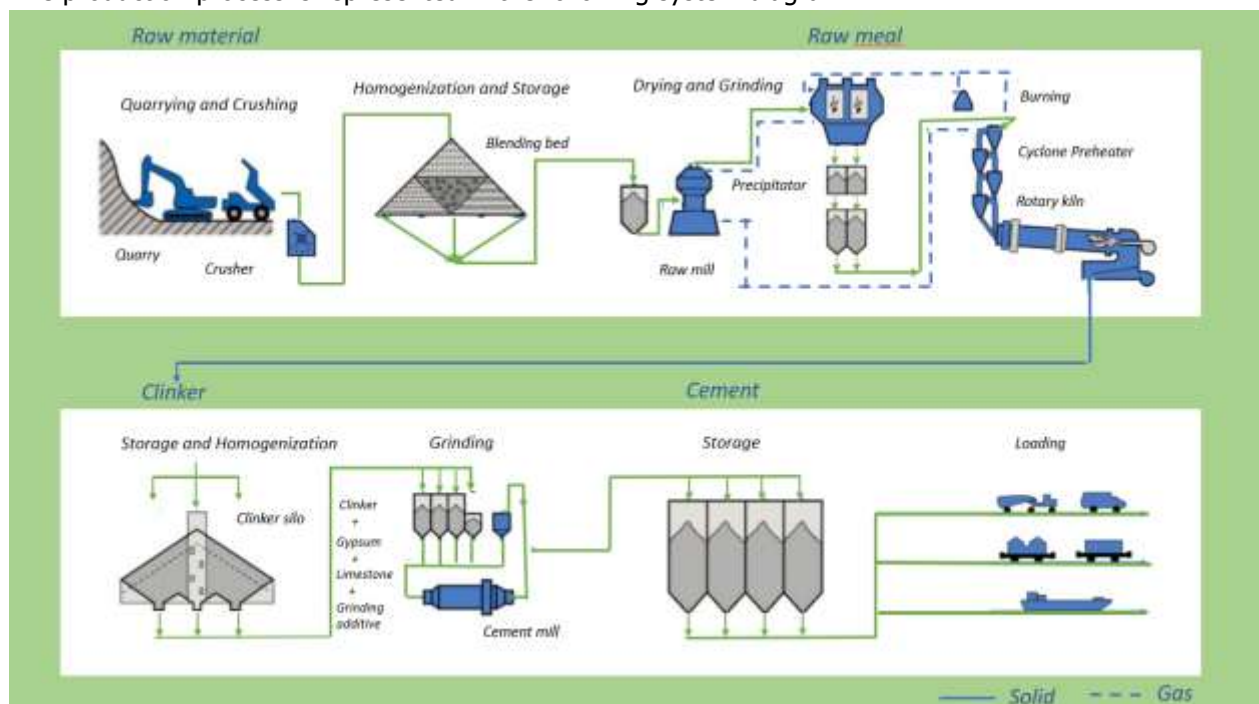 Raw material
Raw meal
Quarrying and Crushing
Homogenization and Storage
Drying and Grinding
Burning
Blending bed
Cyclone Preheater
Precipitator
Rotary kiln
Quarry
Crusher
Raw mill
Clinker
Cement
Storage and Homogenization
Grinding
Storage
Loading
Clinker silo
Clinker
+
Gypsum
+
Limestone
+
Grinding
additive
Cement mill
Solid
Gas